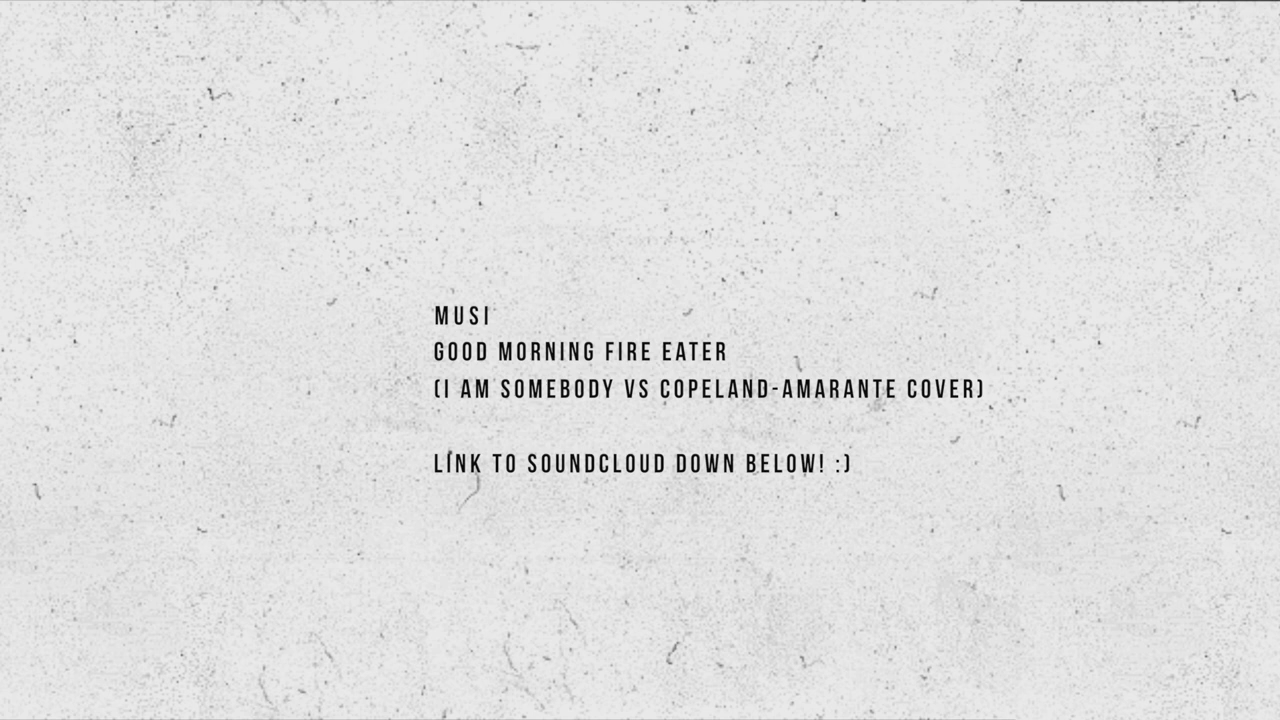 MUSI
GOOD MORNING FIRE EATER
(I AM SOMEBODY VS COPELAND-AMARANTE COVER)
LINK TO SOUNDCLOUD DOWN BELOW! :)